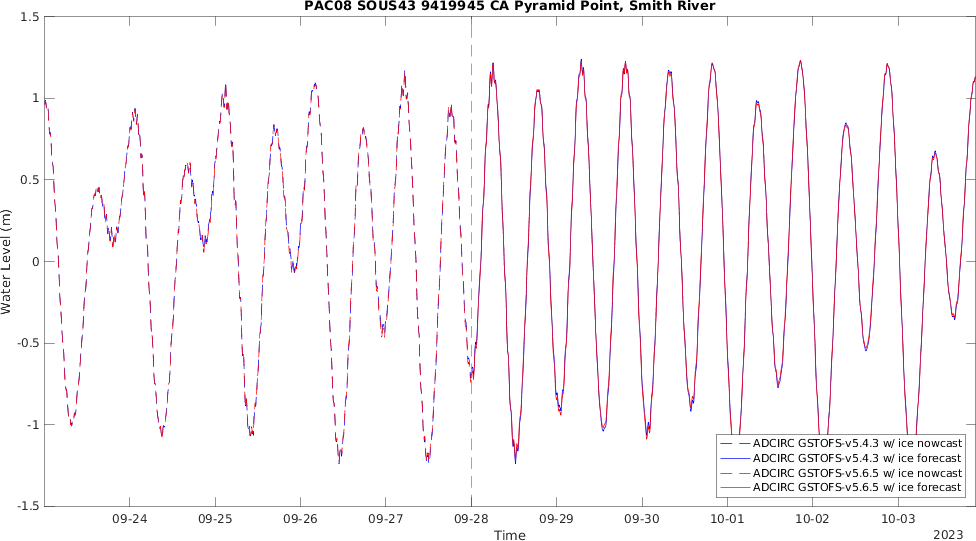 PAC08 SOUS43 9419945 CA Pyramid Point, Smith River
Water Level (m)
1.5
1
0.5
0
-0.5
-1
-1.5
ADCIRC GSTOFS-v5.4.3 w/ ice nowcast
ADCIRC GSTOFS-v5.4.3 w/ ice forecast
ADCIRC GSTOFS-v5.6.5 w/ ice nowcast
ADCIRC GSTOFS-v5.6.5 w/ ice forecast
09-24 09-25 09-26 09-27 09-28 09-29 09-30 10-01 10-02 10-03
Time
2023